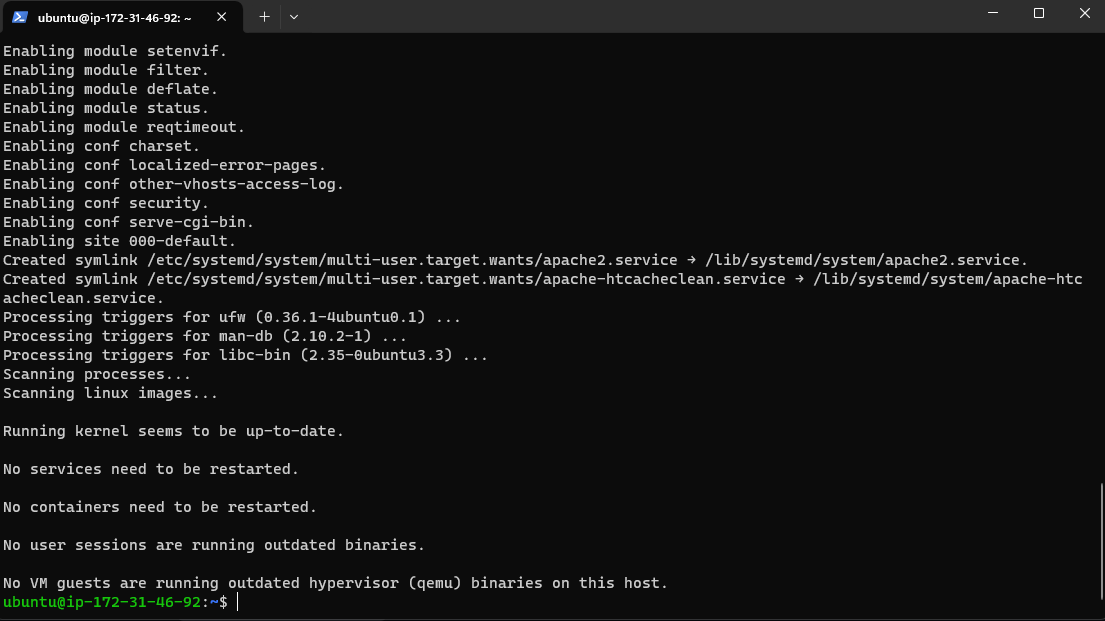 ubuntu@ip-172-31-46-92: ~
Enabling module setenvif.
Enabling module filter.
Enabling module deflate.
Enabling module status.
Enabling module reqtimeout.
Enabling conf charset.
Enabling conf localized-error-pages.
Enabling conf other-vhosts-access-log.
Enabling conf security.
Enabling conf serve-cgi-bin.
Enabling site 000-default.
Created symlink /etc/systemd/system/multi-user.target.wants/apache2.service → /lib/systemd/system/apache2.service.
Created symlink /etc/systemd/system/multi-user.target.wants/apache-htcacheclean.service → /lib/systemd/system/apache-htc
acheclean.service.
Processing triggers for ufw (0.36.1-4ubuntu0.1) ...
Processing triggers for man-db (2.10.2-1) ...
Processing triggers for libc-bin (2.35-0ubuntu3.3) ...
Scanning processes...
Scanning linux images...
Running kernel seems to be up-to-date.
No services need to be restarted.
No containers need to be restarted.
No user sessions are running outdated binaries.
No VM guests are running outdated hypervisor (qemu) binaries on this host.
ubuntu@ip-172-31-46-92:~$